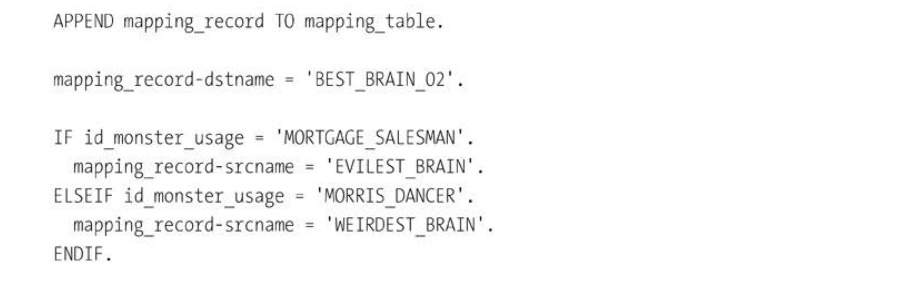 APPEND mapping_record TO mapping_table.
mapping_record-dstname = 'BEST_BRAIN_02'.
IF id_monster_usage = 'MORTGAGE_SALESMAN'.
mapping_record-srcname = 'EVILEST_BRAIN'.
ELSEIF id_monster_usage = 'MORRIS_DANCER'.
mapping_record-srcname = 'WEIRDEST_BRAIN'.
ENDIF.